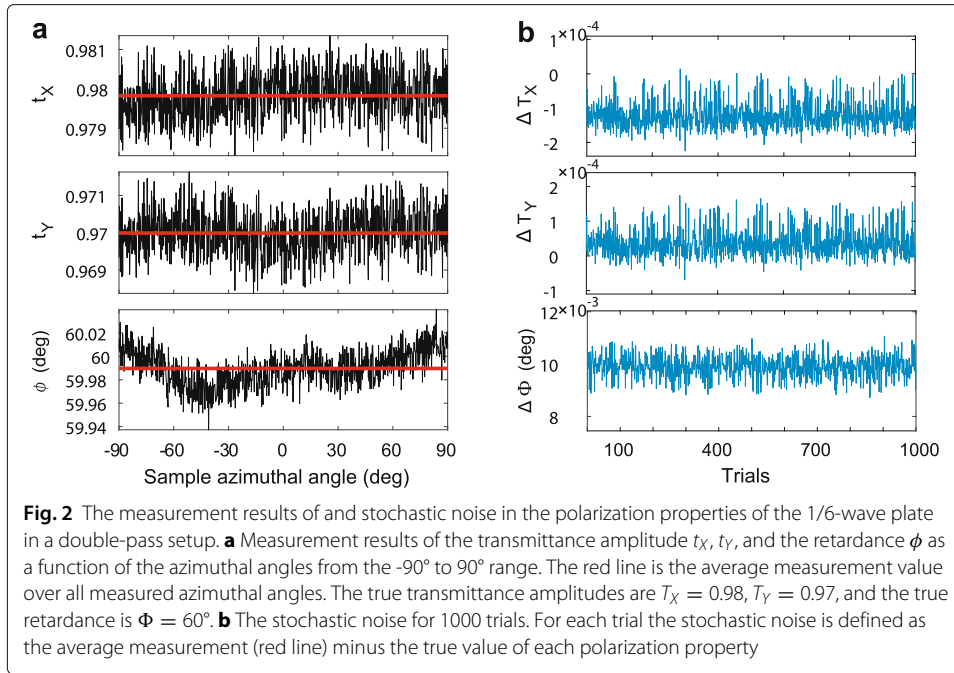 a
0.981
0.98
0.979
t_X
0.971
0.97
0.969
t_Y
60.02
60
59.98
59.96
59.94
ϕ (deg)
-90 -60 -30 0 30 60 90
Sample azimuthal angle (deg)
b
×10⁻⁴
1
0
-1
-2
Δ T_X
×10⁻⁴
2
1
0
-1
Δ T_Y
×10⁻³
12
10
8
Δ Φ (deg)
100 400 700 1000
Trials
Fig. 2 The measurement results of and stochastic noise in the polarization properties of the 1/6-wave plate
in a double-pass setup. a Measurement results of the transmittance amplitude t_X, t_Y, and the retardance ϕ as
a function of the azimuthal angles from the -90° to 90° range. The red line is the average measurement value
over all measured azimuthal angles. The true transmittance amplitudes are T_X = 0.98, T_Y = 0.97, and the true
retardance is Φ = 60°. b The stochastic noise for 1000 trials. For each trial the stochastic noise is defined as
the average measurement (red line) minus the true value of each polarization property